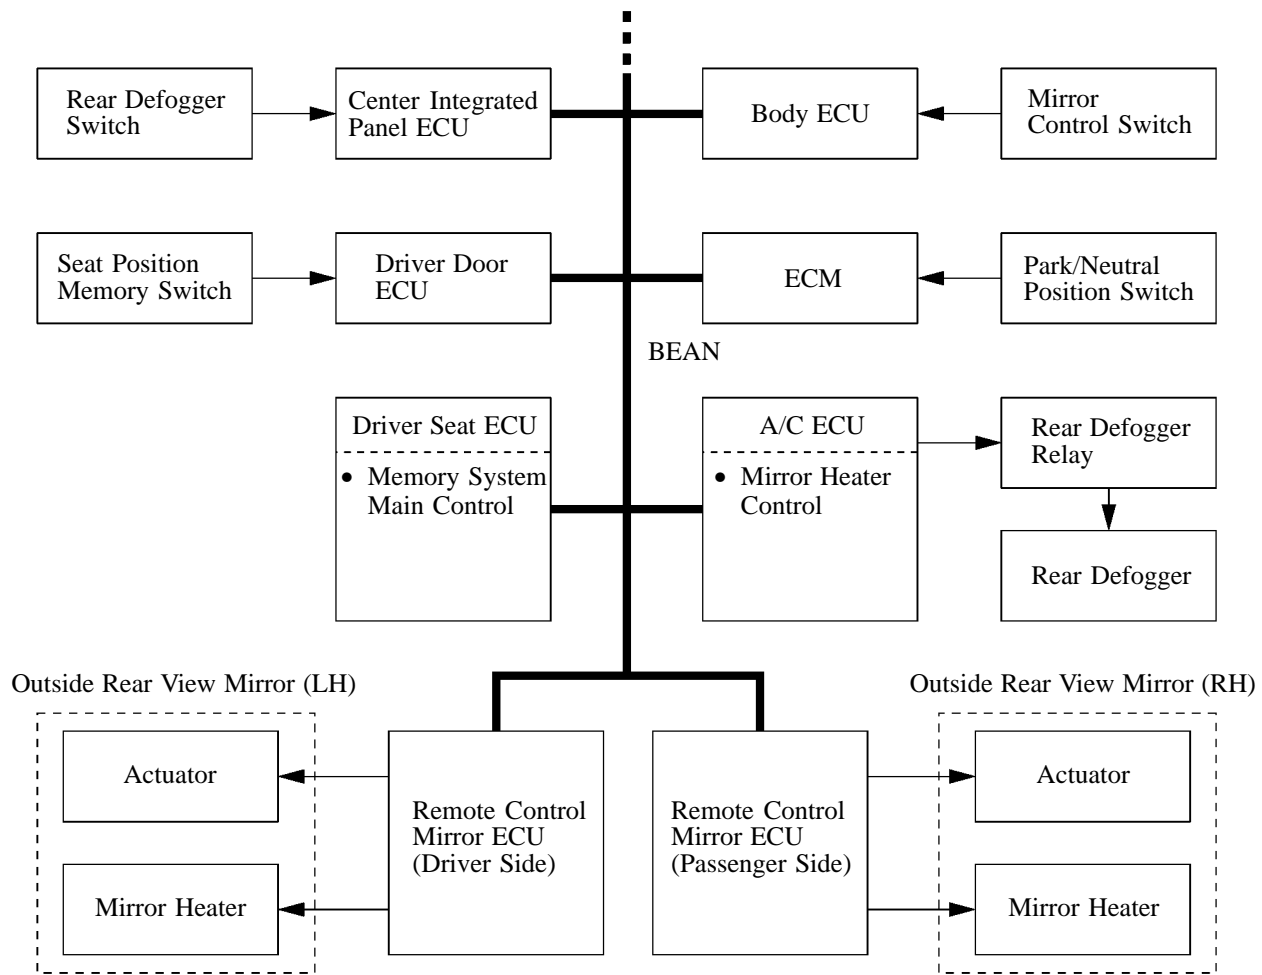 Rear Defogger
Switch
Center Integrated
Panel ECU
Body ECU
Mirror
Control Switch
Seat Position
Memory Switch
Driver Door
ECU
ECM
Park/Neutral
Position Switch
BEAN
Driver Seat ECU
● Memory System
Main Control
A/C ECU
● Mirror Heater
Control
Rear Defogger
Relay
Rear Defogger
Outside Rear View Mirror (LH)
Outside Rear View Mirror (RH)
Actuator
Mirror Heater
Remote Control
Mirror ECU
(Driver Side)
Remote Control
Mirror ECU
(Passenger Side)
Actuator
Mirror Heater